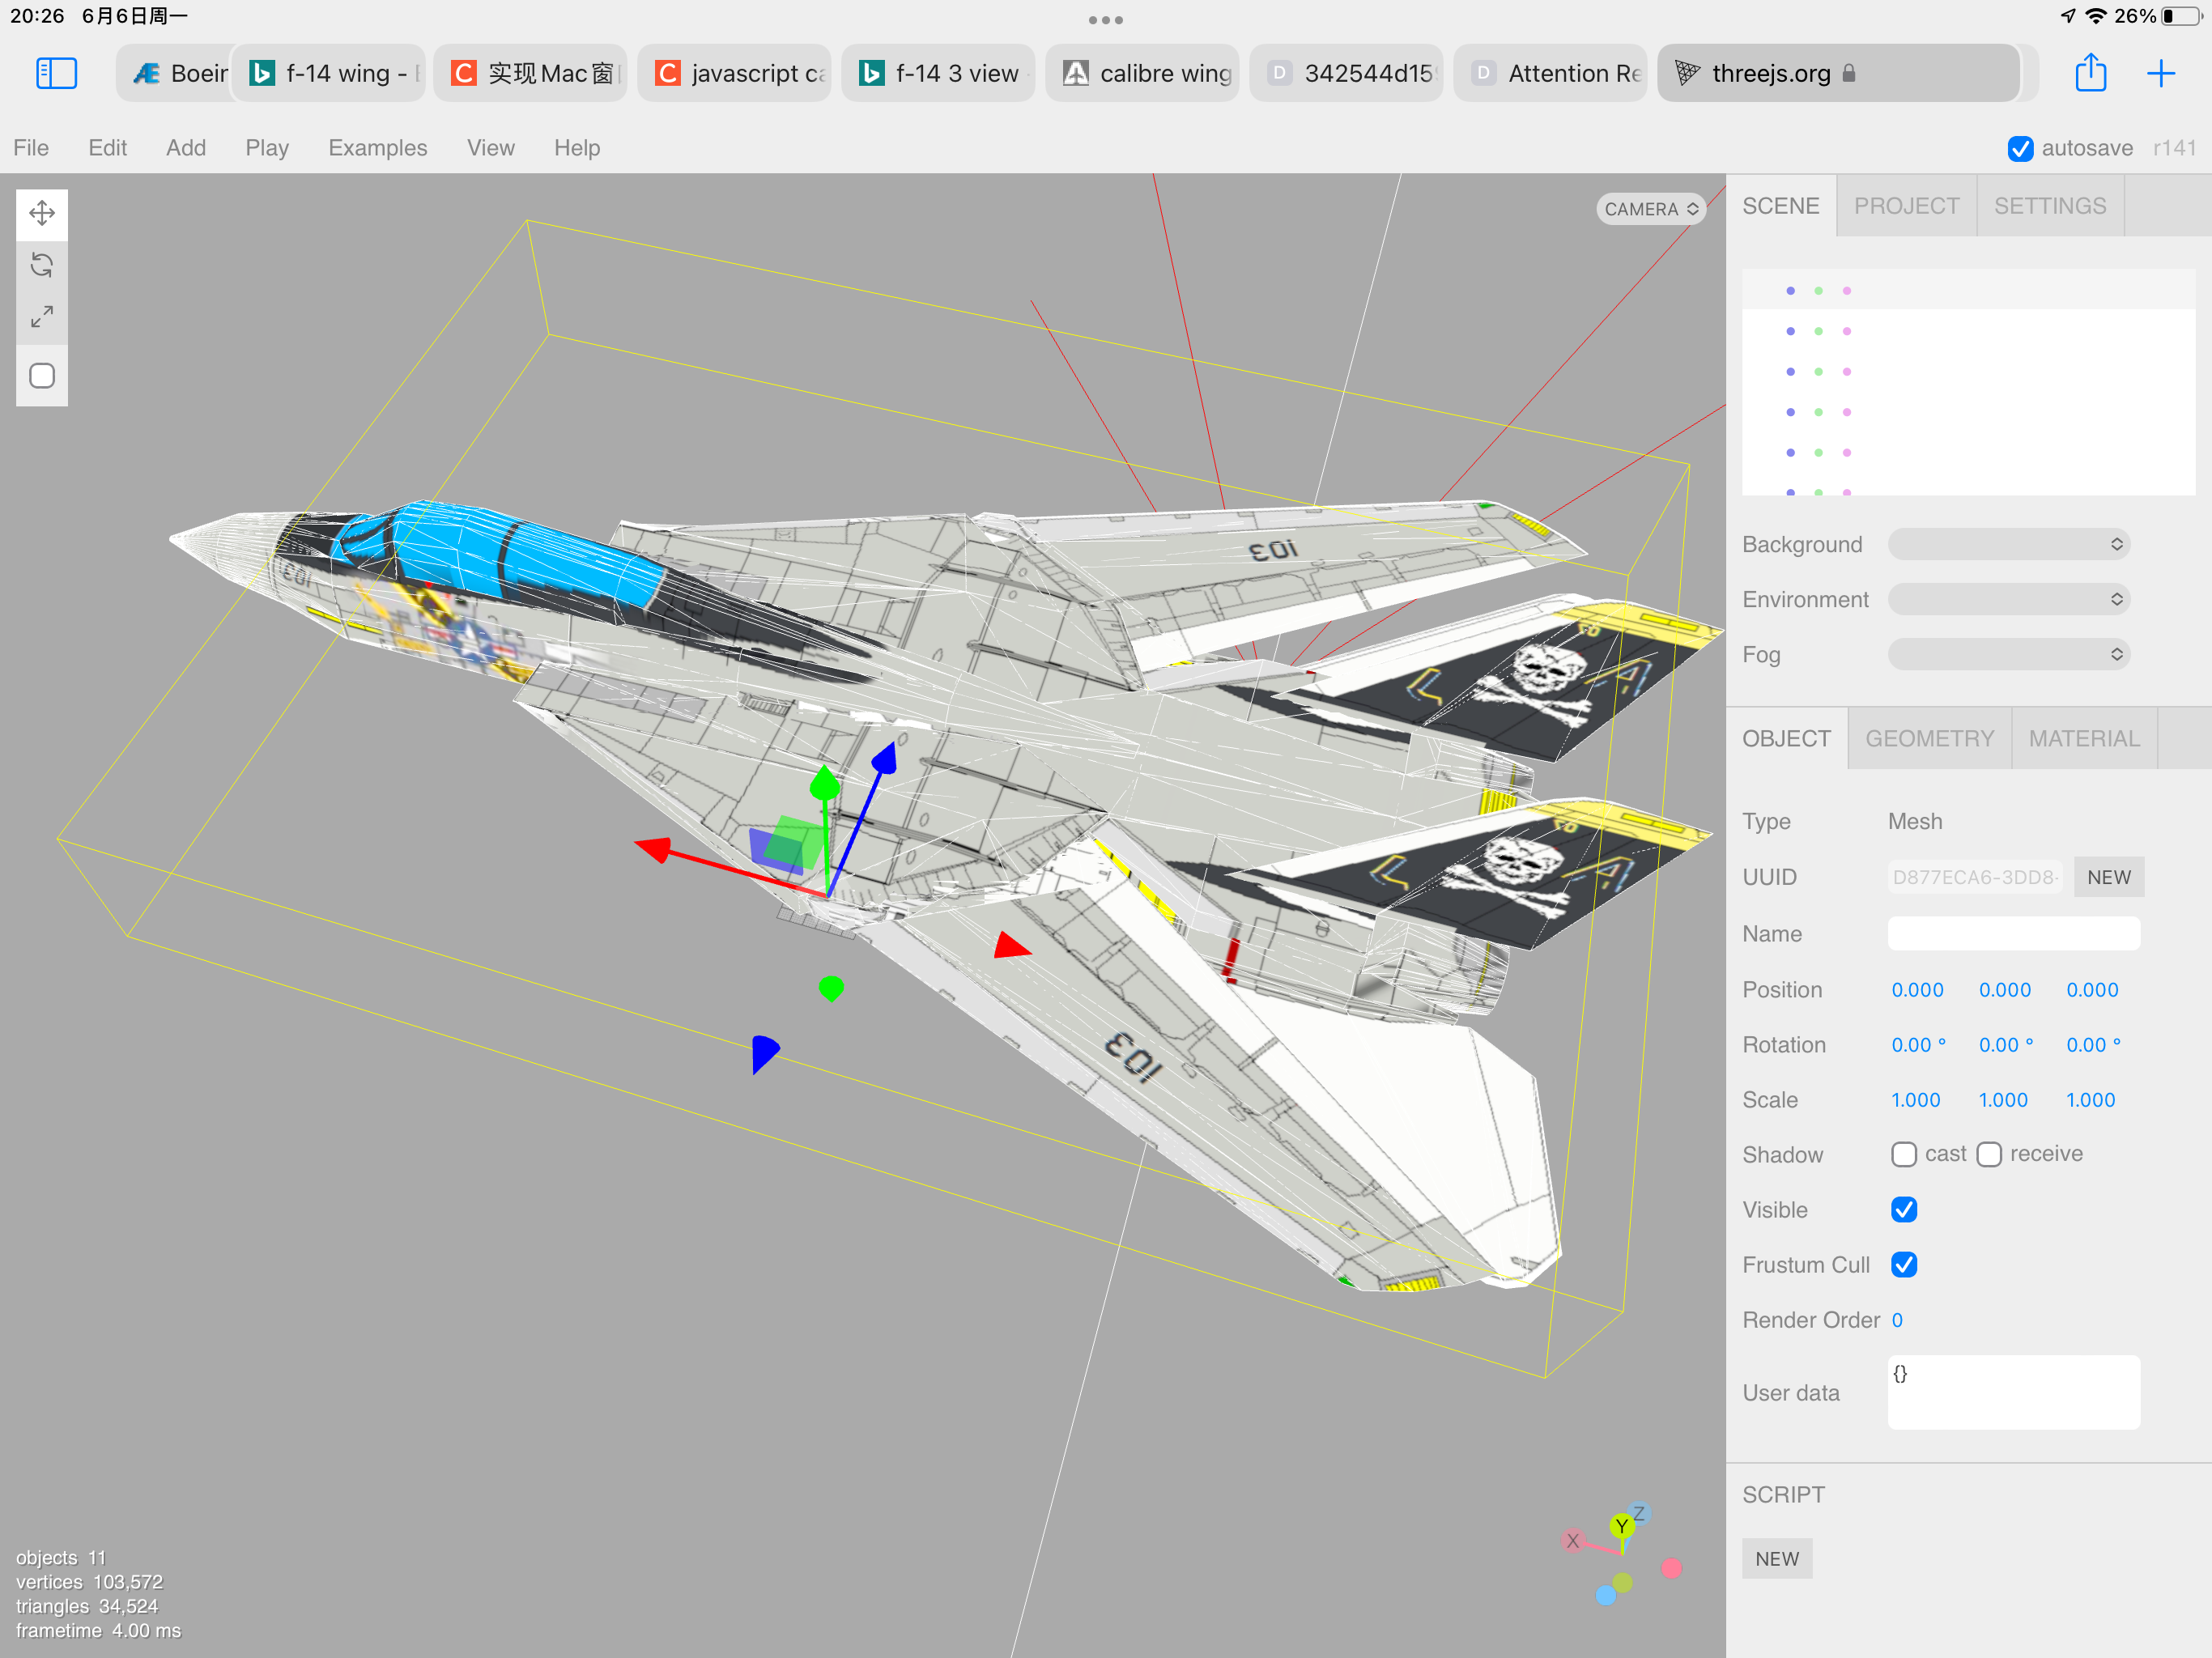 20:26 6月6日周一
26%
Boein
f-14 wing -
实现Mac窗
javascript ca
f-14 3 view
calibre wing
342544d15
Attention Re
threejs.org
File Edit Add Play Examples View Help
autosave r141
CAMERA
SCENE PROJECT SETTINGS
Background
Environment
Fog
OBJECT GEOMETRY MATERIAL
Type Mesh
UUID D877ECA6-3DD8- NEW
Name
Position 0.000 0.000 0.000
Rotation 0.00 ° 0.00 ° 0.00 °
Scale 1.000 1.000 1.000
Shadow cast receive
Visible
Frustum Cull
Render Order 0
User data {}
SCRIPT
NEW
103
103
103
X Y Z
objects 11
vertices 103,572
triangles 34,524
frametime 4.00 ms